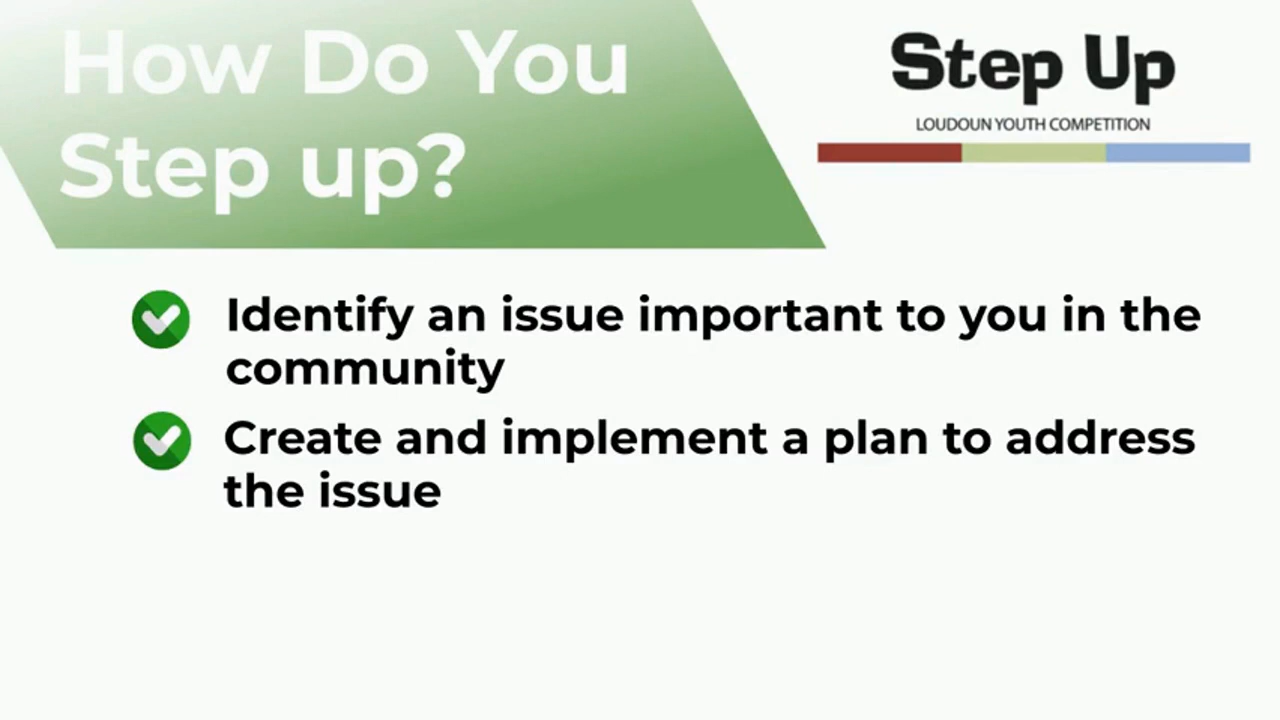 How Do You
Step up?
Step Up
LOUDOUN YOUTH COMPETITION
Identify an issue important to you in the
community
Create and implement a plan to address
the issue